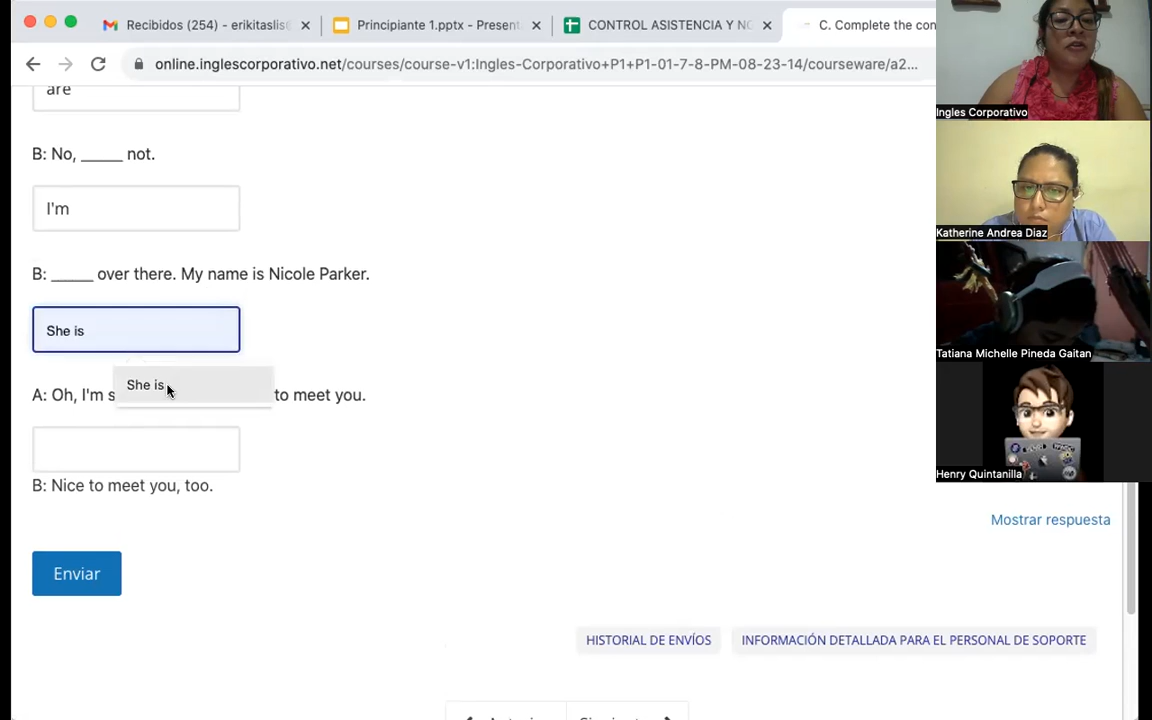 Recibidos (254) - erikitaslis@
Principiante 1.pptx - Present
CONTROL ASISTENCIA Y NO
C. Complete the con
online.inglescorporativo.net/courses/course-v1:Ingles-Corporativo+P1+P1-01-7-8-PM-08-23-14/courseware/a2...
Ingles Corporativo
are
B: No, _____ not.
I'm
Katherine Andrea Diaz
B: _____ over there. My name is Nicole Parker.
She is
Tatiana Michelle Pineda Gaitan
She is
A: Oh, I'm s to meet you.
Henry Quintanilla
B: Nice to meet you, too.
Mostrar respuesta
Enviar
HISTORIAL DE ENVÍOS
INFORMACIÓN DETALLADA PARA EL PERSONAL DE SOPORTE